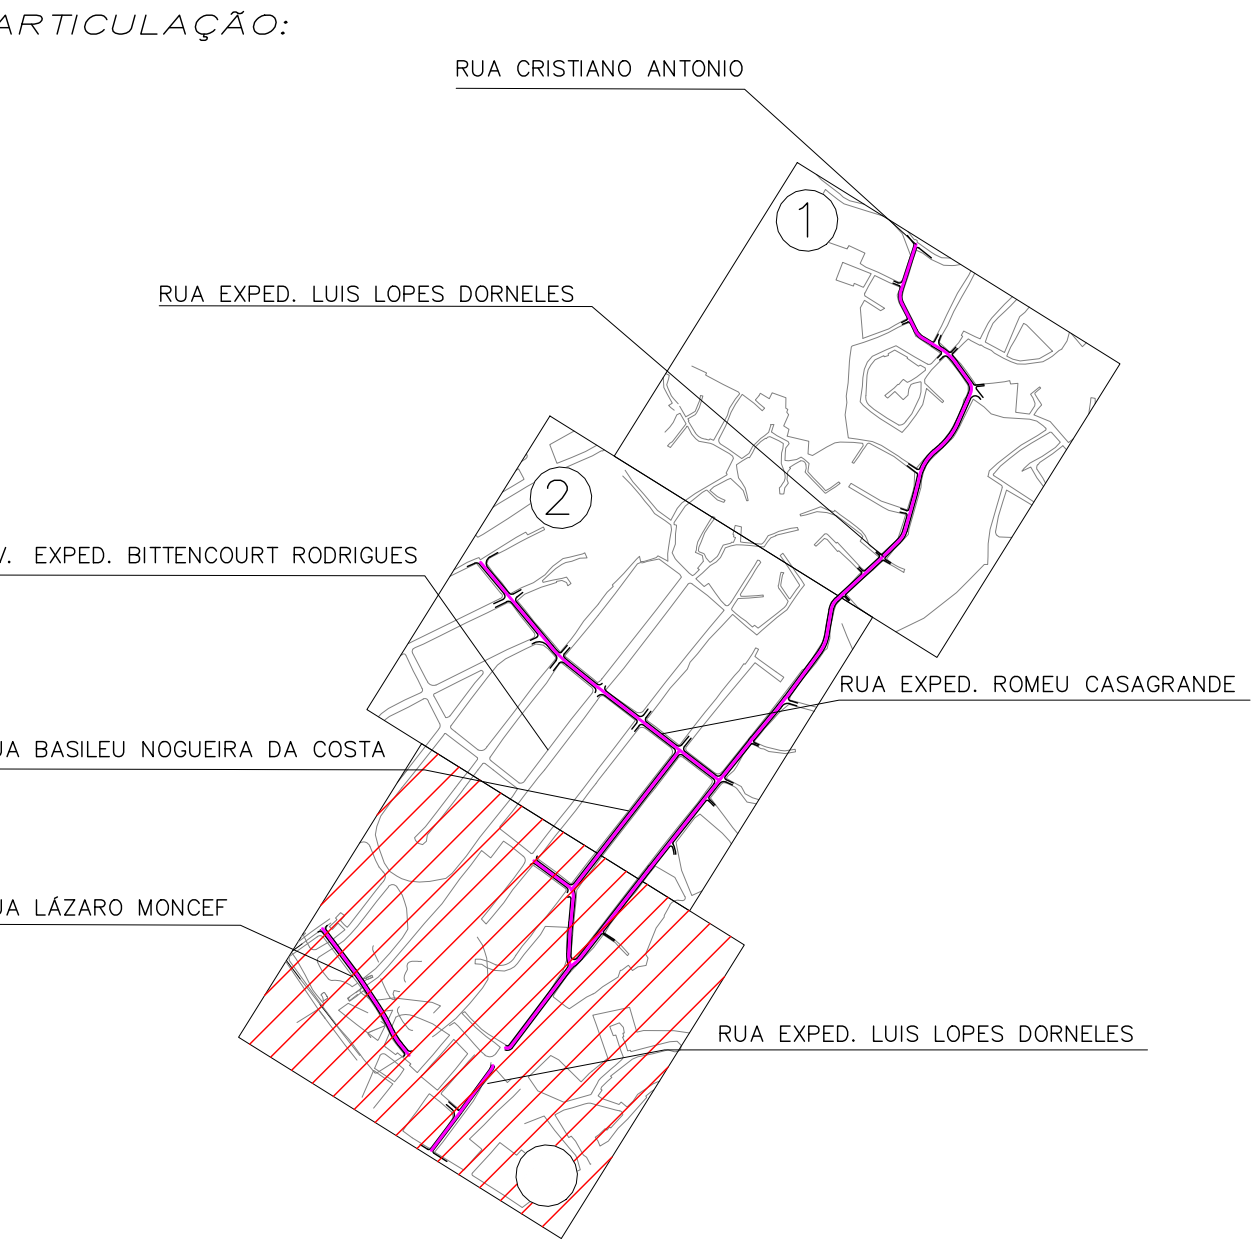 ARTICULAÇÃO:
RUA CRISTIANO ANTONIO
1
RUA EXPED. LUIS LOPES DORNELES
2
V. EXPED. BITTENCOURT RODRIGUES
RUA EXPED. ROMEU CASAGRANDE
UA BASILEU NOGUEIRA DA COSTA
UA LÁZARO MONCEF
RUA EXPED. LUIS LOPES DORNELES